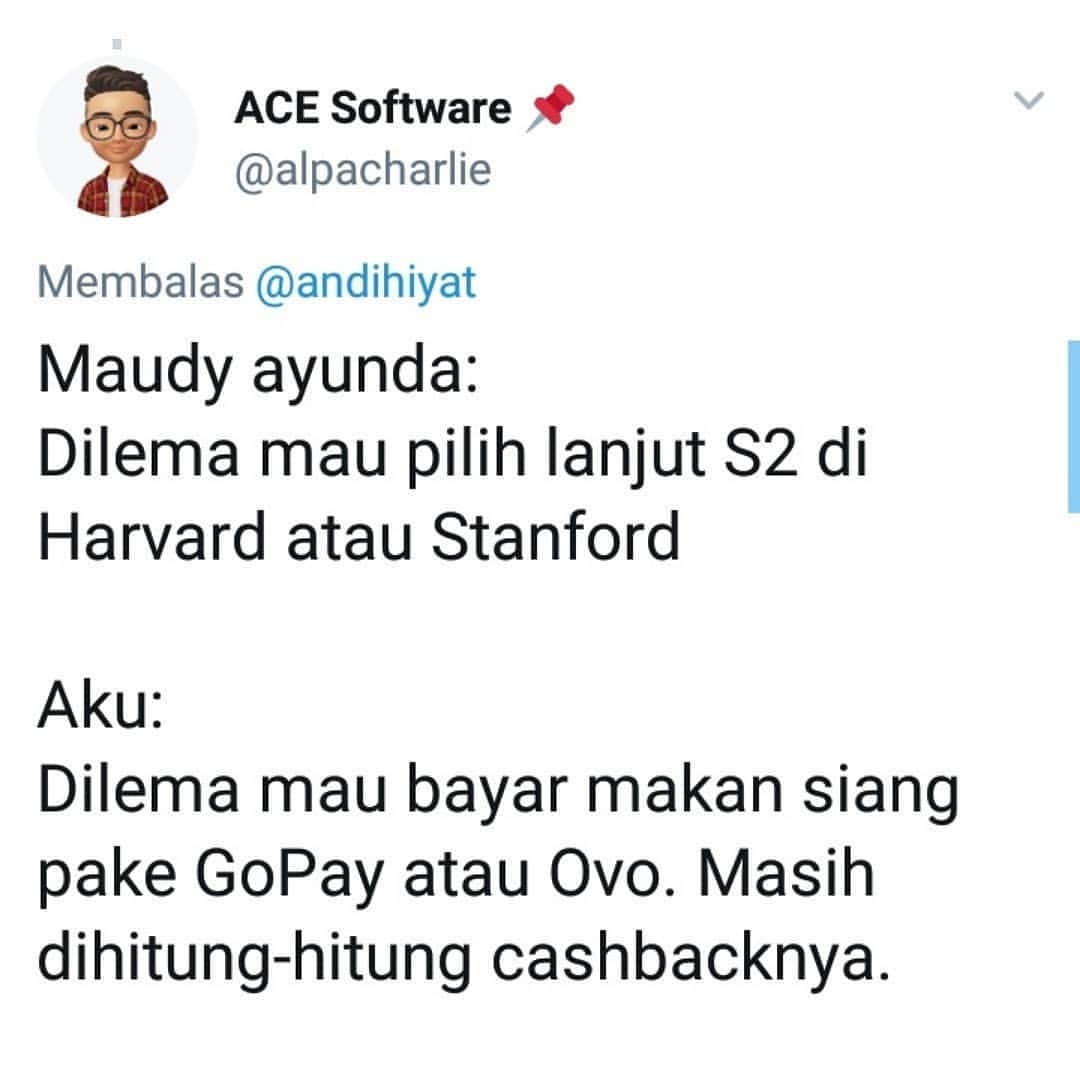 ACE Software 📌
@alpacharlie
Membalas @andihiyat
Maudy ayunda:
Dilema mau pilih lanjut S2 di
Harvard atau Stanford
Aku:
Dilema mau bayar makan siang
pake GoPay atau Ovo. Masih
dihitung-hitung cashbacknya.